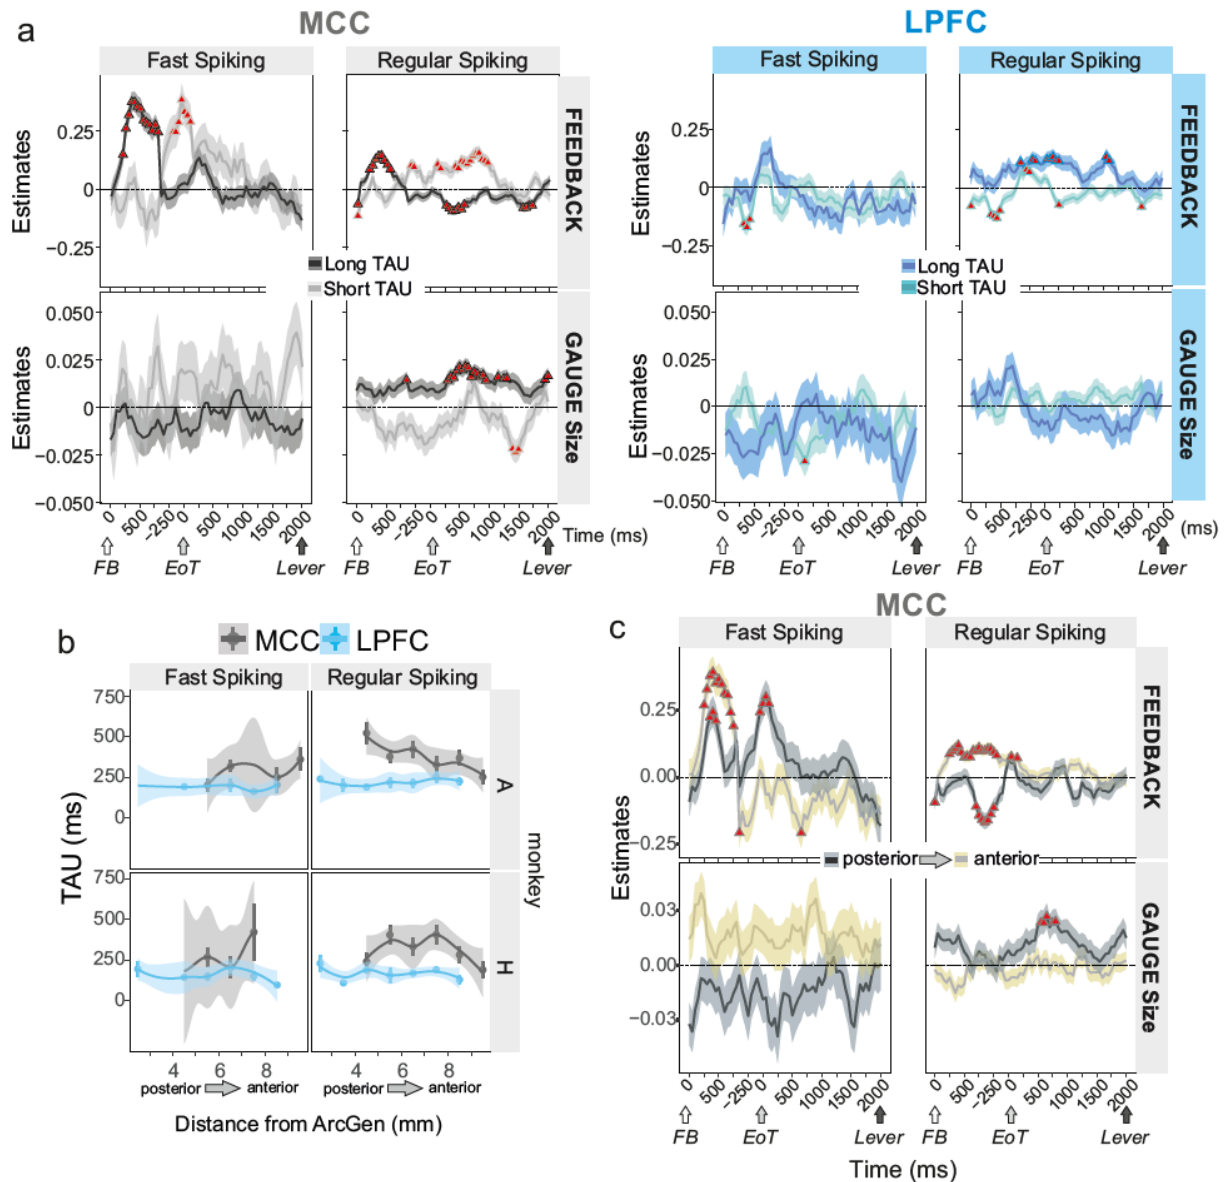 a
MCC
LPFC
Fast Spiking
Regular Spiking
Fast Spiking
Regular Spiking
Estimates
0.25
0
−0.25
FEEDBACK
Estimates
0.25
0
−0.25
FEEDBACK
Long TAU
Short TAU
Long TAU
Short TAU
Estimates
0.050
0.025
0
−0.025
−0.050
GAUGE Size
Estimates
0.050
0.025
0
−0.025
−0.050
GAUGE Size
0 500 −250 0 500 1000 1500 2000
0 500 −250 0 500 1000 1500 2000
Time (ms)
0 500 −250 0 500 1000 1500 2000
0 500 −250 0 500 1000 1500 2000
(ms)
FB EoT Lever
FB EoT Lever
FB EoT Lever
FB EoT Lever
b
MCC LPFC
Fast Spiking
Regular Spiking
TAU (ms)
750
500
250
0
A
750
500
250
0
H
monkey
4 6 8
4 6 8
posterior anterior
posterior anterior
Distance from ArcGen (mm)
c
MCC
Fast Spiking
Regular Spiking
Estimates
0.25
0.00
−0.25
FEEDBACK
posterior anterior
0.03
0.00
−0.03
GAUGE Size
0 500 −250 0 500 1000 1500 2000
0 500 −250 0 500 1000 1500 2000
FB EoT Lever
FB EoT Lever
Time (ms)